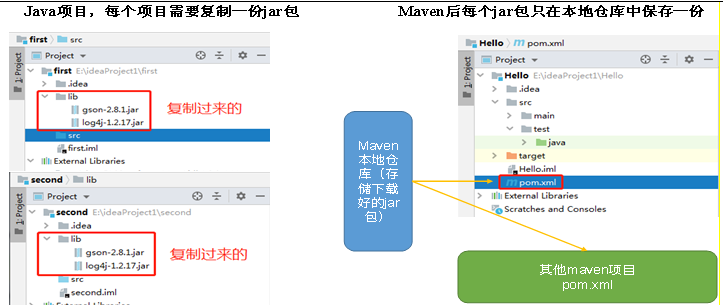 Java项目，每个项目需要复制一份jar包
first
src
Project
1: Project
first E:\ideaProject1\first
.idea
lib
gson-2.8.1.jar
log4j-1.2.17.jar
复制过来的
src
first.iml
External Libraries
second
lib
Project
1: Project
second E:\ideaProject1\second
.idea
lib
gson-2.8.1.jar
log4j-1.2.17.jar
复制过来的
src
second.iml
External Libraries
Maven
本地仓
库（存
储下载
好的jar
包）
Maven后每个jar包只在本地仓库中保存一份
Hello
pom.xml
Project
1: Project
Hello E:\ideaProject1\Hello
.idea
src
main
test
java
target
Hello.iml
pom.xml
External Libraries
Scratches and Consoles
其他maven项目
pom.xml